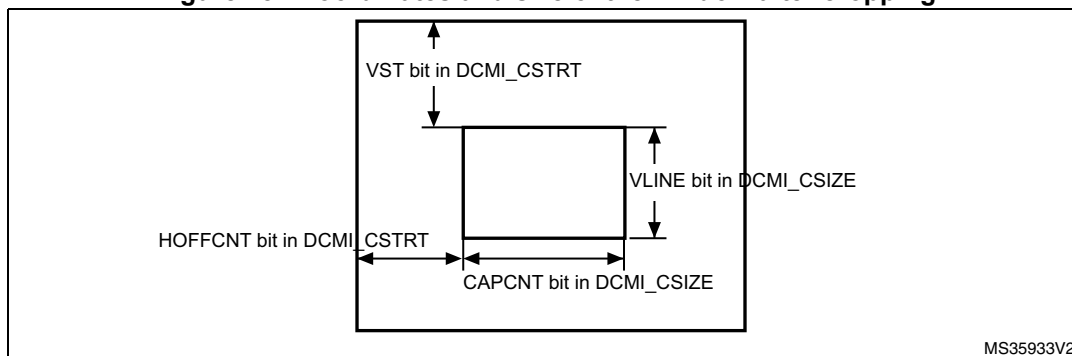 VST bit in DCMI_CSTRT
VLINE bit in DCMI_CSIZE
HOFFCNT bit in DCMI_CSTRT
CAPCNT bit in DCMI_CSIZE
MS35933V2